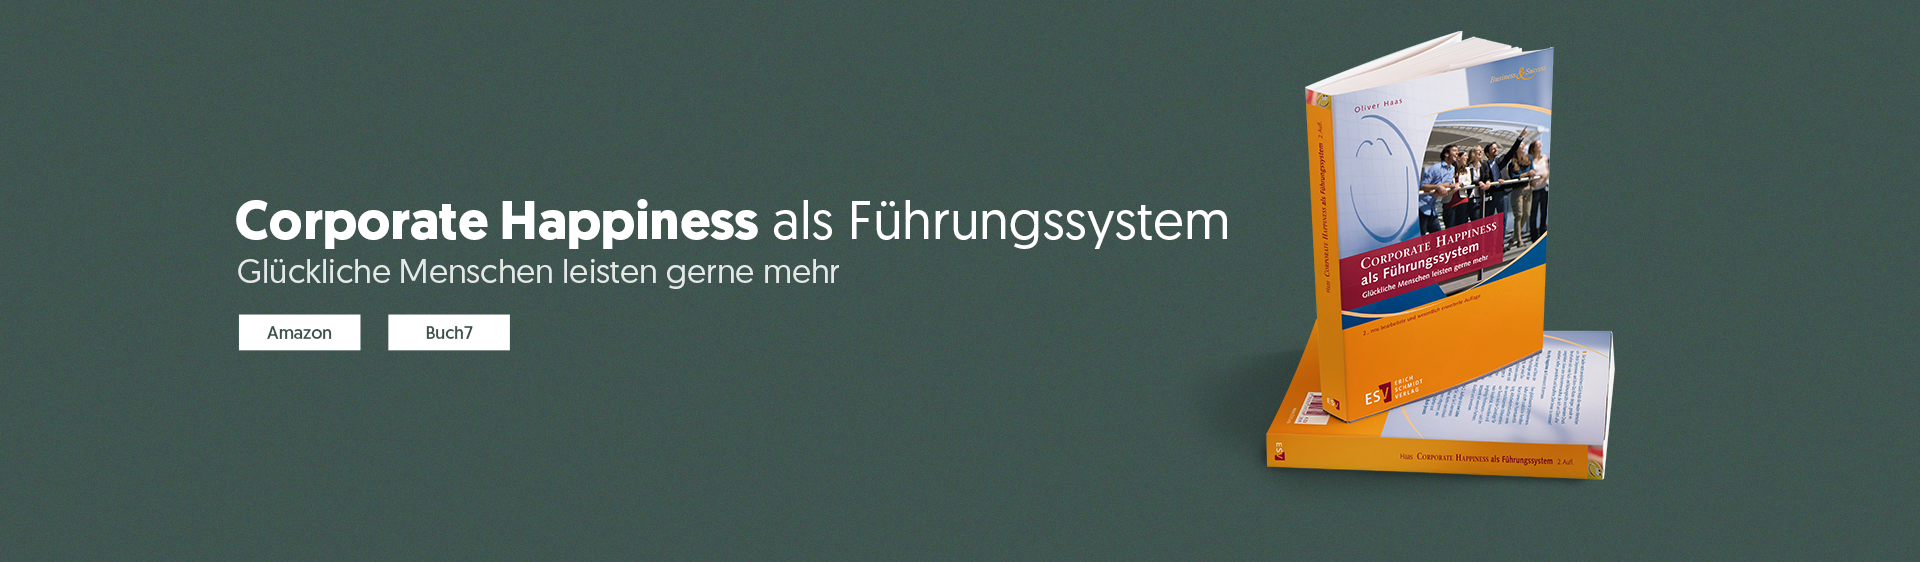 Corporate Happiness als Führungssystem
Glückliche Menschen leisten gerne mehr
Amazon
Buch7
Business & Success
Oliver Haas
CORPORATE HAPPINESS
als Führungssystem
Glückliche Menschen leisten gerne mehr
2., neu bearbeitete und wesentlich erweiterte Auflage
ESV
ERICH
SCHMIDT
VERLAG
Haas CORPORATE HAPPINESS als Führungssystem 2. Aufl.
ESV
Haas CORPORATE HAPPINESS als Führungssystem 2. Aufl.
ESV